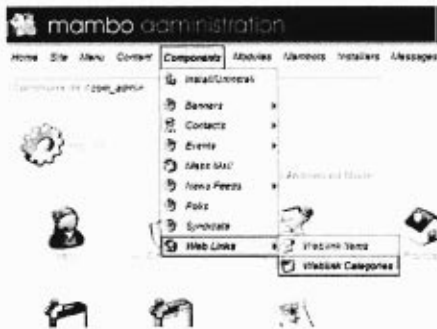 mambo administration
Home Site Menu Content Components Modules Mambots Installers Messages
com_admin
Install/Uninstall
Banners
Contacts
Events
Mass Mail
News Feeds
Polls
Syndicate
Web Links
Weblink Items
Weblink Categories